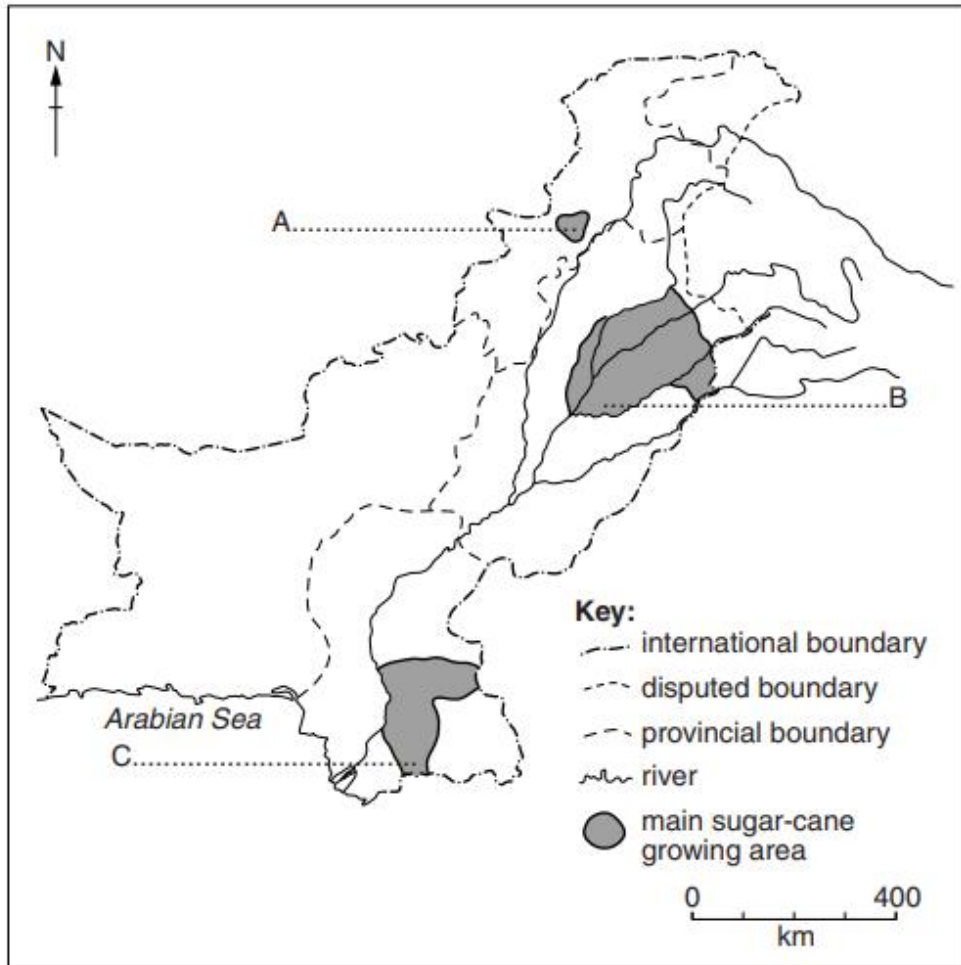 N
A
B
Key:
international boundary
disputed boundary
Arabian Sea
provincial boundary
C
river
main sugar-cane
growing area
0 400
km